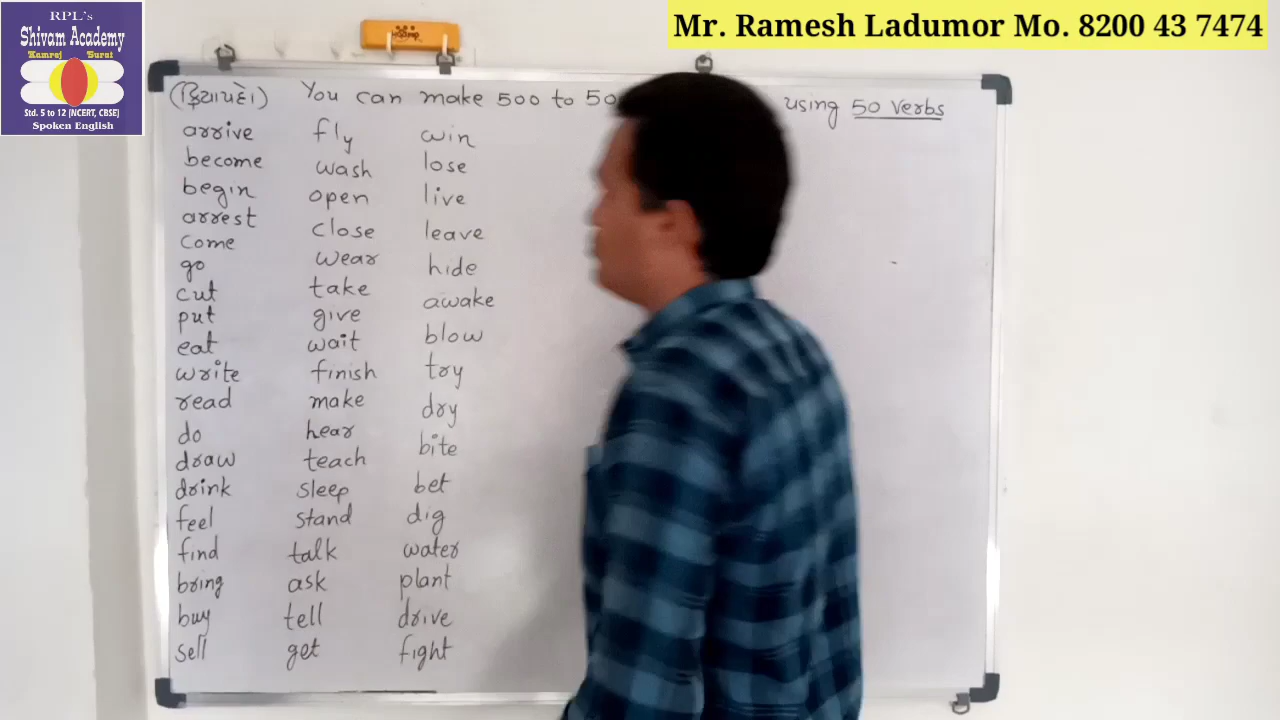 RPL's
Shivam Academy
Kamrej Surat
Std. 5 to 12 (NCERT, CBSE)
Spoken English
Mr. Ramesh Ladumor Mo. 8200 43 7474
(ક્રિયાપદો) You can make 500 to 50 using 50 verbs
arrive
become
begin
arrest
come
go
cut
put
eat
write
read
do
draw
drink
feel
find
bring
buy
sell
fly
wash
open
close
wear
take
give
wait
finish
make
hear
teach
sleep
stand
talk
ask
tell
get
win
lose
live
leave
hide
awake
blow
try
dry
bite
bet
dig
water
plant
drive
fight